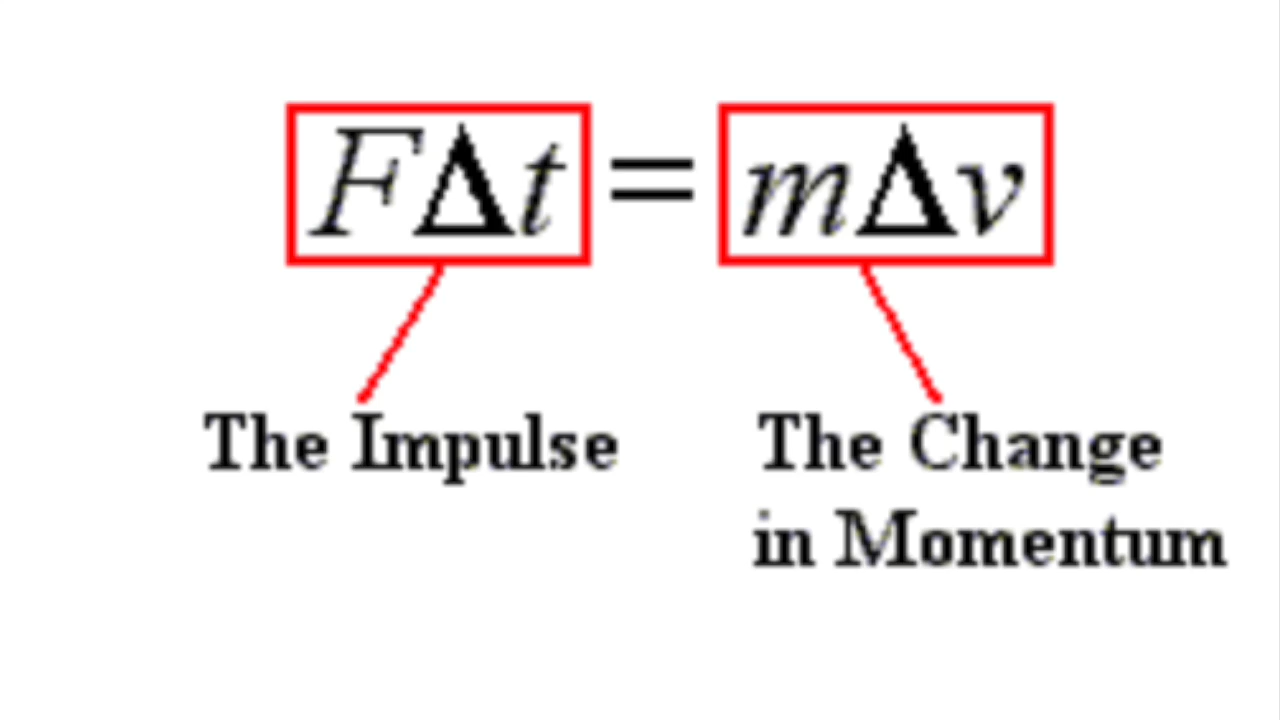 FΔt = mΔv
The Impulse
The Change
in Momentum